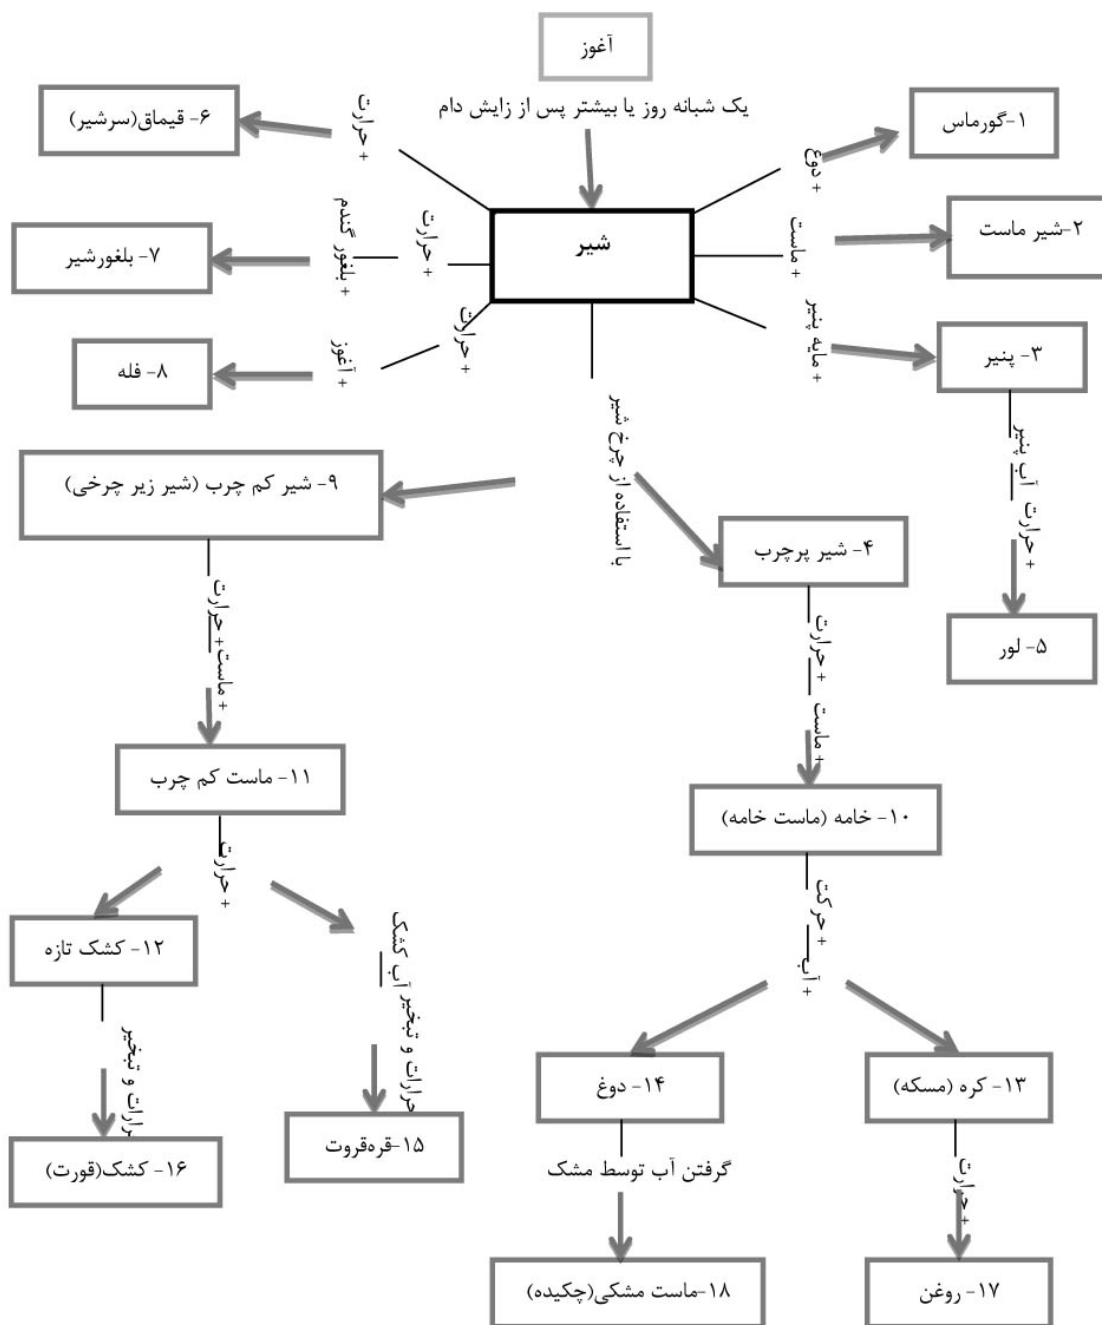 آغوز
یک شبانه روز یا بیشتر پس از زایش دام
شیر
+ دوغ
۱-گورماس
+ ماست
۲-شیر ماست
+ مایه پنیر
۳- پنیر
آب پنیر
+ حرارت
۵- لور
+ حرارت
۶- قیماق(سرشیر)
+ حرارت
+ بلغور گندم
۷- بلغورشیر
+ حرارت
+ آغوز
۸- فله
با استفاده از چرخ شیر
۴- شیر پرچرب
+ حرارت
+ ماست
۱۰- خامه (ماست خامه)
+ حرکت
+ آب
۱۳- کره (مسکه)
+ حرارت
۱۷- روغن
۱۴- دوغ
گرفتن آب توسط مشک
۱۸-ماست مشکی(چکیده)
۹- شیر کم چرب (شیر زیر چرخی)
+ حرارت
+ ماست
۱۱- ماست کم چرب
+ حرارت
۱۲- کشک تازه
رارات و تبخیر
۱۶- کشک(قورت)
آب کشک
حرارات و تبخیر
۱۵-قره‌قروت